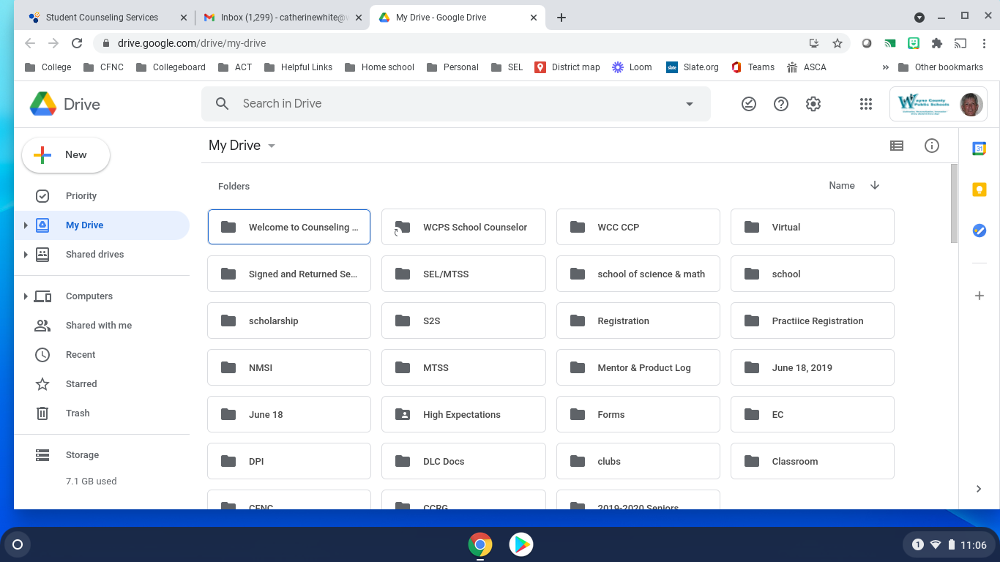 Student Counseling Services
Inbox (1,299) - catherinewhite@
My Drive - Google Drive
drive.google.com/drive/my-drive
College CFNC Collegeboard ACT Helpful Links Home school Personal SEL District map Loom slate Slate.org Teams ASCA » Other bookmarks
Drive
Search in Drive
Wayne County
Public Schools
My Drive
New
31
Folders
Name
Priority
My Drive
Shared drives
Computers
Shared with me
Recent
Starred
Trash
Storage
7.1 GB used
Welcome to Counseling ...
WCPS School Counselor
WCC CCP
Virtual
Signed and Returned Se...
SEL/MTSS
school of science & math
school
scholarship
S2S
Registration
Practiice Registration
NMSI
MTSS
Mentor & Product Log
June 18, 2019
June 18
High Expectations
Forms
EC
DPI
DLC Docs
clubs
Classroom
CFNC
CCRG
2019-2020 Seniors
1
11:06